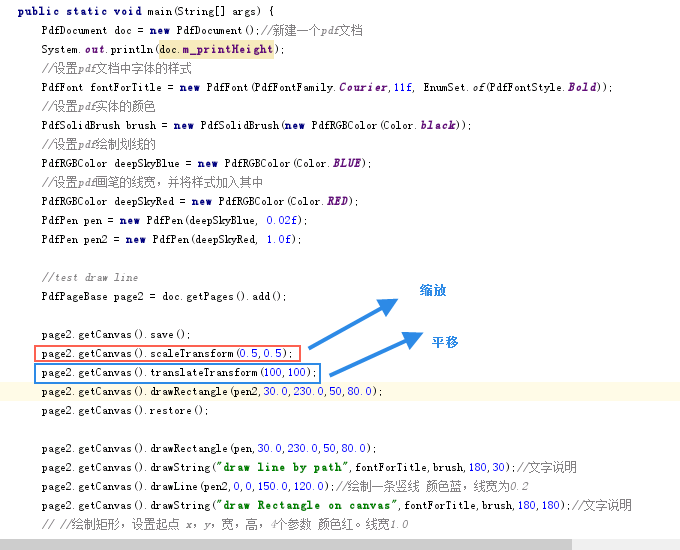 public static void main(String[] args) {
PdfDocument doc = new PdfDocument();//新建一个pdf文档
System.out.println(doc.m_printHeight);
//设置pdf文档中字体的样式
PdfFont fontForTitle = new PdfFont(PdfFontFamily.Courier,11f, EnumSet.of(PdfFontStyle.Bold));
//设置pdf实体的颜色
PdfSolidBrush brush = new PdfSolidBrush(new PdfRGBColor(Color.black));
//设置pdf绘制划线的
PdfRGBColor deepSkyBlue = new PdfRGBColor(Color.BLUE);
//设置pdf画笔的线宽，并将样式加入其中
PdfRGBColor deepSkyRed = new PdfRGBColor(Color.RED);
PdfPen pen = new PdfPen(deepSkyBlue, 0.02f);
PdfPen pen2 = new PdfPen(deepSkyRed, 1.0f);
//test draw line
PdfPageBase page2 = doc.getPages().add();
缩放
page2.getCanvas().save();
平移
page2.getCanvas().scaleTransform(0.5,0.5);
page2.getCanvas().translateTransform(100,100);
page2.getCanvas().drawRectangle(pen2,30.0,230.0,50,80.0);
page2.getCanvas().restore();
page2.getCanvas().drawRectangle(pen,30.0,230.0,50,80.0);
page2.getCanvas().drawString("draw line by path",fontForTitle,brush,180,30);//文字说明
page2.getCanvas().drawLine(pen2,0,0,150.0,120.0);//绘制一条竖线 颜色蓝，线宽为0.2
page2.getCanvas().drawString("draw Rectangle on canvas",fontForTitle,brush,180,180);//文字说明
// //绘制矩形，设置起点 x，y，宽，高，4个参数 颜色红。线宽1.0